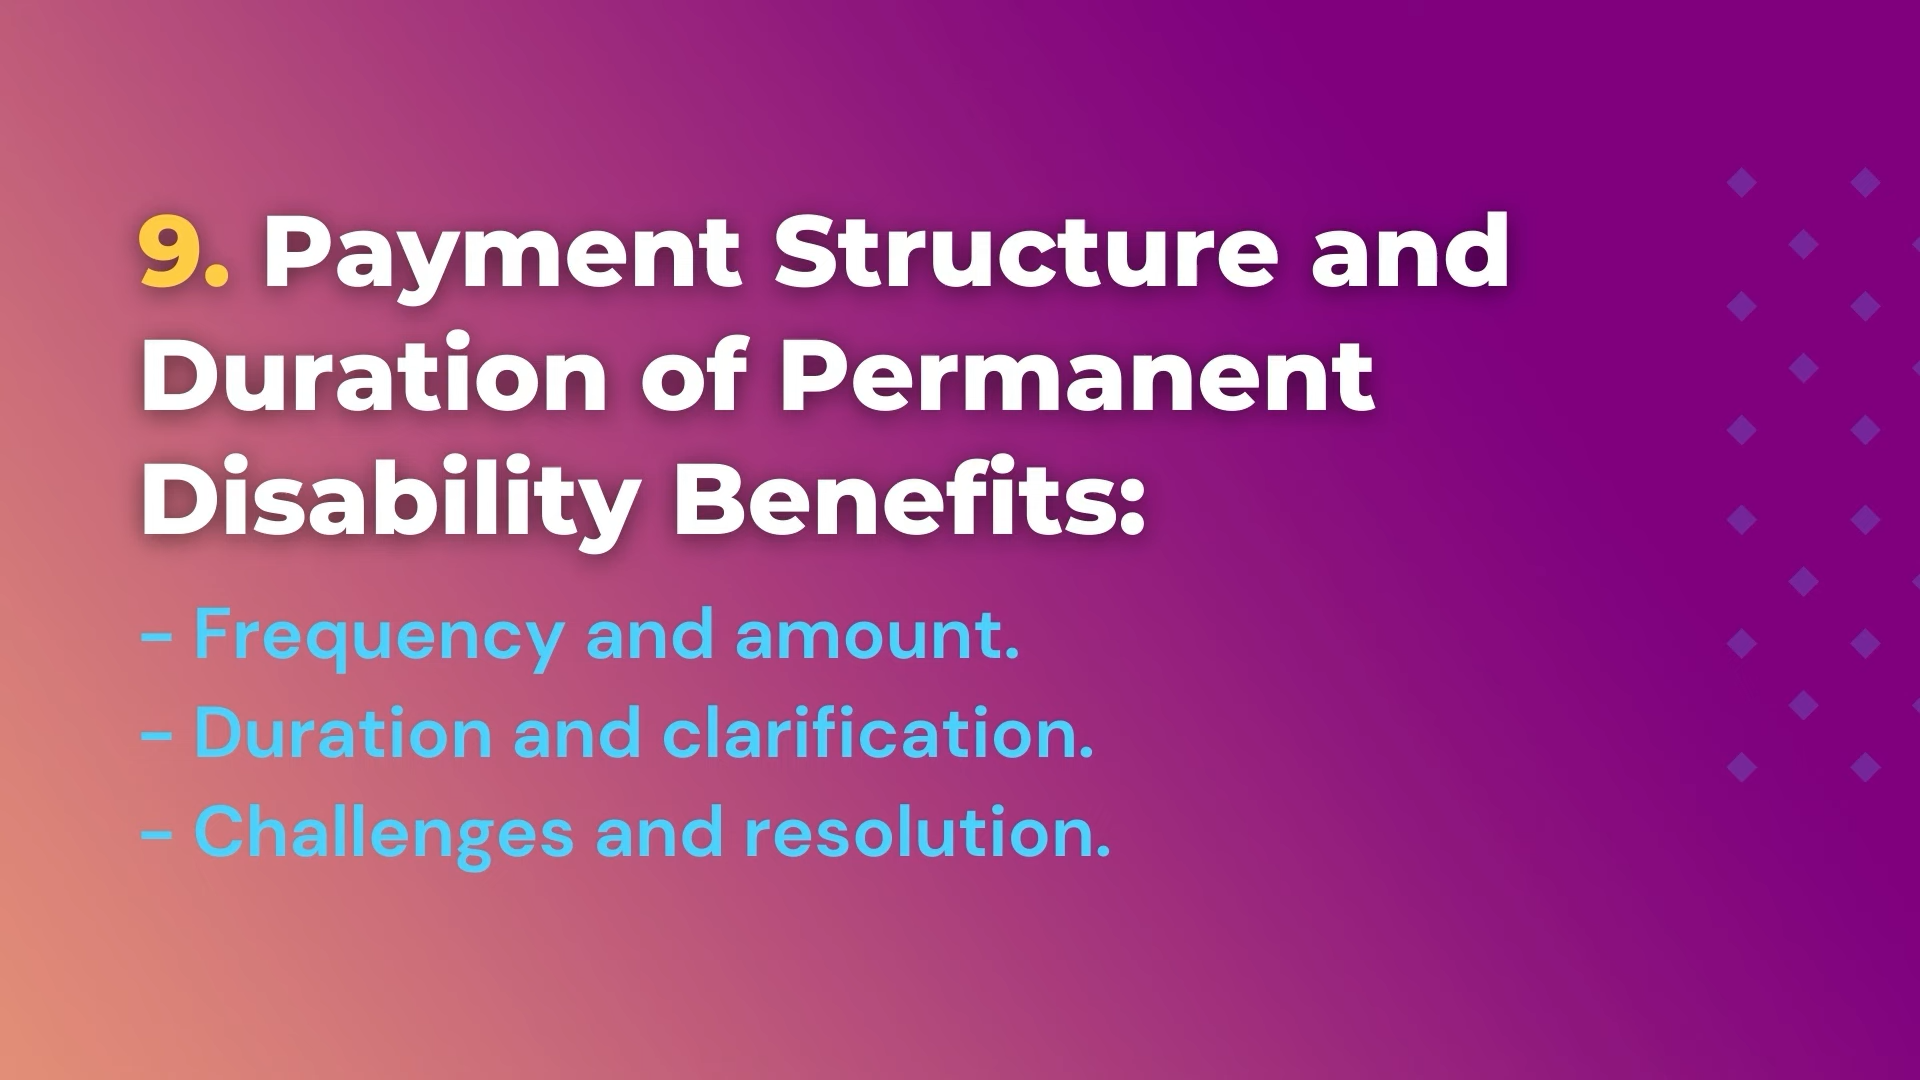 9. Payment Structure and
Duration of Permanent
Disability Benefits:
- Frequency and amount.
- Duration and clarification.
- Challenges and resolution.